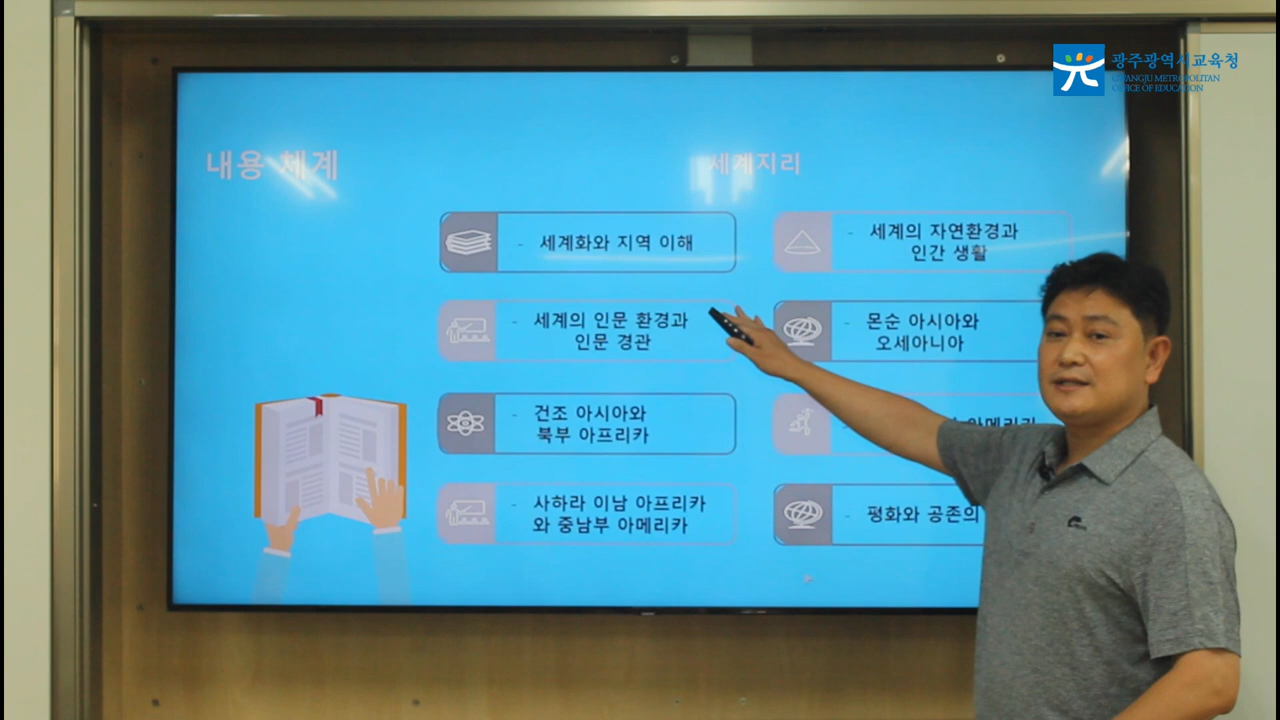 광주광역시교육청
GWANGJU METROPOLITAN
OFFICE OF EDUCATION
내용 체계
세계지리
- 세계화와 지역 이해
- 세계의 자연환경과
인간 생활
- 세계의 인문 환경과
인문 경관
- 몬순 아시아와
오세아니아
- 건조 아시아와
북부 아프리카
아메리카
- 사하라 이남 아프리카
와 중남부 아메리카
- 평화와 공존의